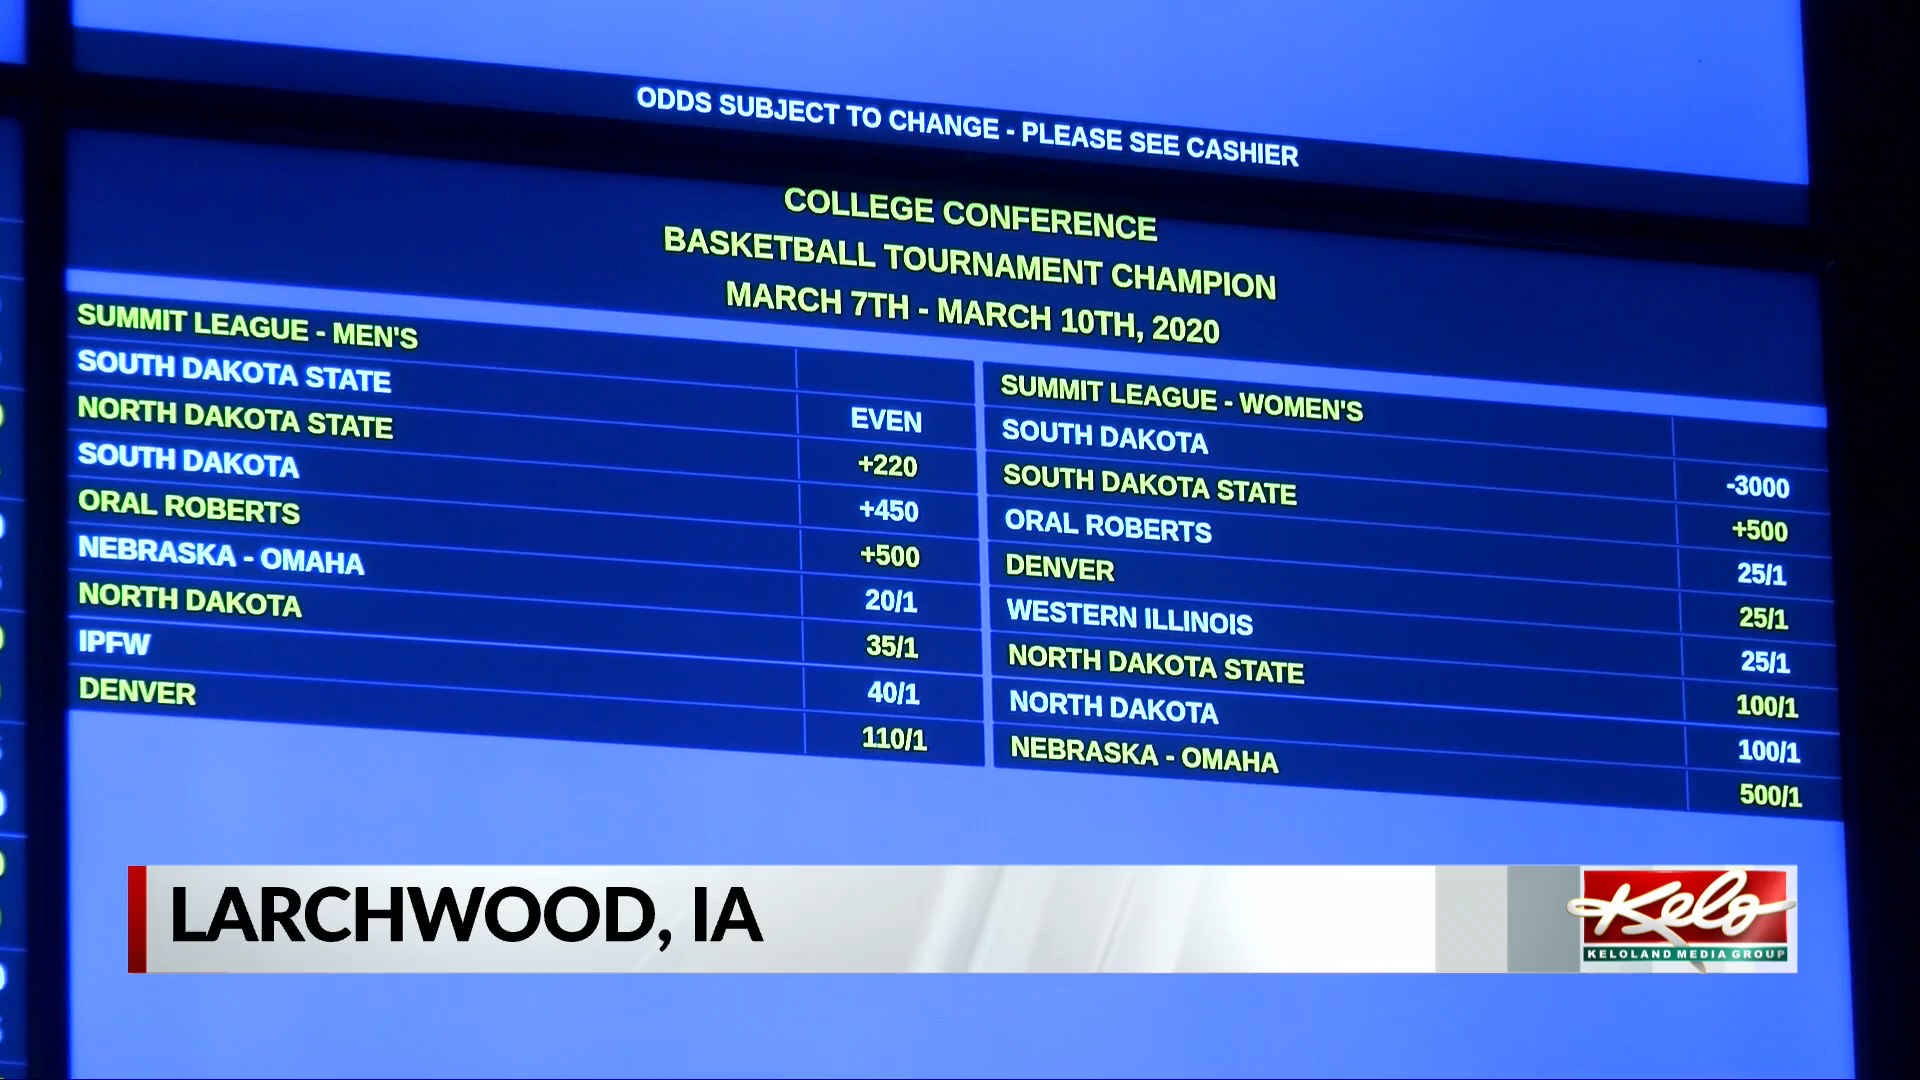 ODDS SUBJECT TO CHANGE - PLEASE SEE CASHIER
COLLEGE CONFERENCE
BASKETBALL TOURNAMENT CHAMPION
MARCH 7TH - MARCH 10TH, 2020
SUMMIT LEAGUE - MEN'S
SOUTH DAKOTA STATE EVEN
NORTH DAKOTA STATE +220
SOUTH DAKOTA +450
ORAL ROBERTS +500
NEBRASKA - OMAHA 20/1
NORTH DAKOTA 35/1
IPFW 40/1
DENVER 110/1
SUMMIT LEAGUE - WOMEN'S
SOUTH DAKOTA -3000
SOUTH DAKOTA STATE +500
ORAL ROBERTS 25/1
DENVER 25/1
WESTERN ILLINOIS 25/1
NORTH DAKOTA STATE 100/1
NORTH DAKOTA 100/1
NEBRASKA - OMAHA 500/1
LARCHWOOD, IA
Kelo
KELOLAND MEDIA GROUP